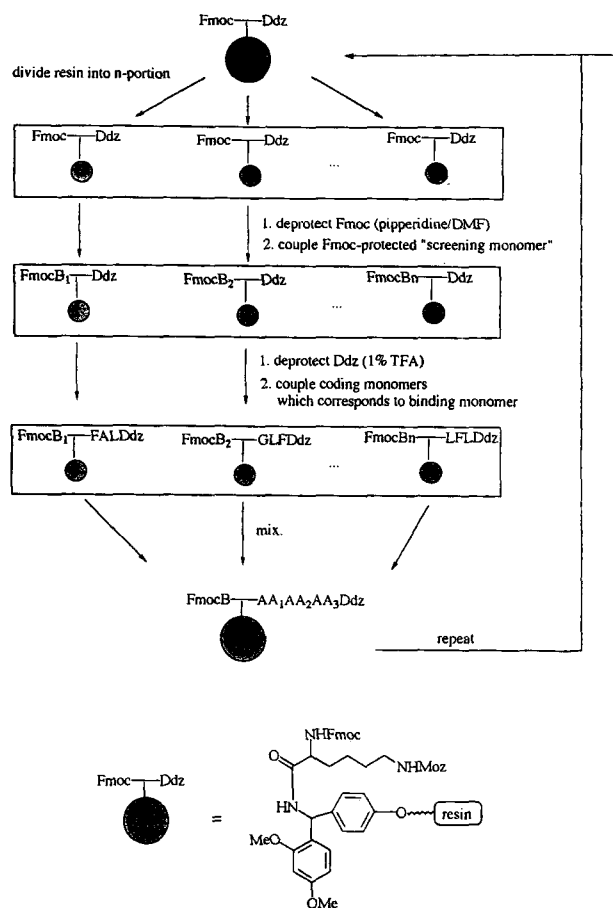 Fmoc Ddz
divide resin into n-portion
Fmoc Ddz Fmoc Ddz ... Fmoc Ddz
1. deprotect Fmoc (pipperidine/DMF)
2. couple Fmoc-protected "screening monomer"
FmocB1 Ddz FmocB2 Ddz ... FmocBn Ddz
1. deprotect Ddz (1% TFA)
2. couple coding monomers
which corresponds to binding monomer
FmocB1 FALDdz FmocB2 GLFDdz ... FmocBn LFLDdz
mix.
FmocB AA1AA2AA3Ddz
repeat
NHFmoc
O
NHMoz
Fmoc Ddz
=
HN
O
resin
MeO
OMe